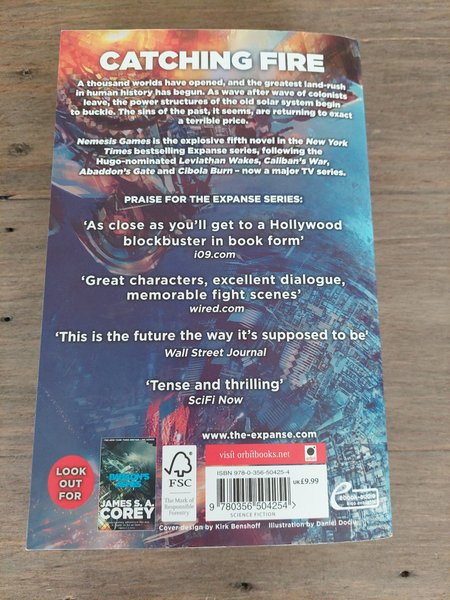 CATCHING FIRE
A thousand worlds have opened, and the greatest land-rush
in human history has begun. As wave after wave of colonists
leave, the power structures of the old solar system begin
to buckle. The sins of the past, it seems, are returning to exact
a terrible price.
Nemesis Games is the explosive fifth novel in the New York
Times bestselling Expanse series, following the
Hugo-nominated Leviathan Wakes, Caliban's War,
Abaddon's Gate and Cibola Burn – now a major TV series.
PRAISE FOR THE EXPANSE SERIES:
'As close as you'll get to a Hollywood
blockbuster in book form'
io9.com
'Great characters, excellent dialogue,
memorable fight scenes'
wired.com
'This is the future the way it's supposed to be'
Wall Street Journal
'Tense and thrilling'
SciFi Now
www.the-expanse.com
visit orbitbooks.net
LOOK
OUT
FOR
JAMES S. A.
COREY
FSC
The Mark of
Responsible
Forestry
ISBN 978-0-356-50425-4
UK £9.99
9 780356 504254 >
SCIENCE FICTION
Cover design by Kirk Benshoff Illustration by Daniel